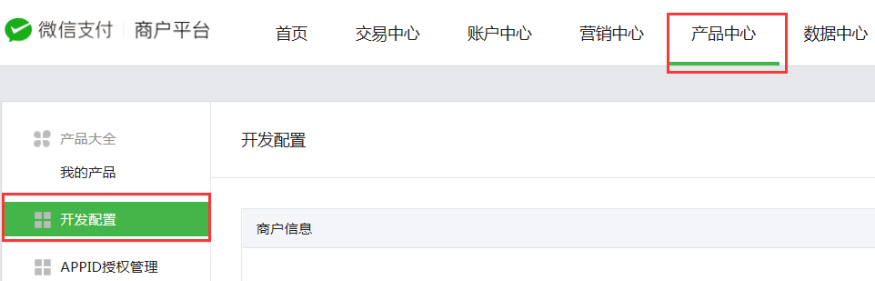 微信支付 商户平台 首页 交易中心 账户中心 营销中心 产品中心 数据中心
产品大全
我的产品
开发配置
APPID授权管理
开发配置
商户信息